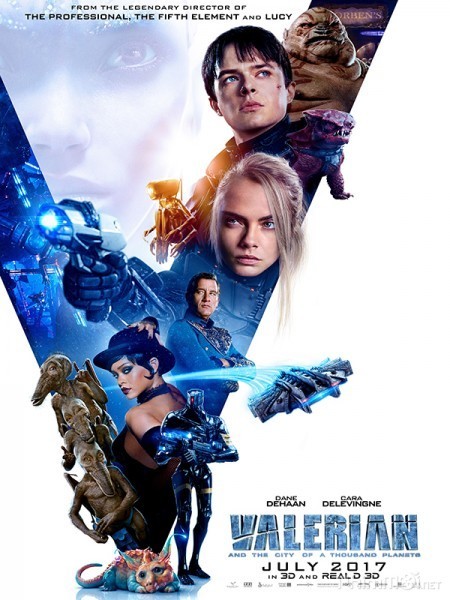 FROM THE LEGENDARY DIRECTOR OF
THE PROFESSIONAL, THE FIFTH ELEMENT AND LUCY
DANE DEHAAN
CARA DELEVINGNE
VALERIAN
AND THE CITY OF A THOUSAND PLANETS
JULY 2017
IN 3D AND REALD 3D